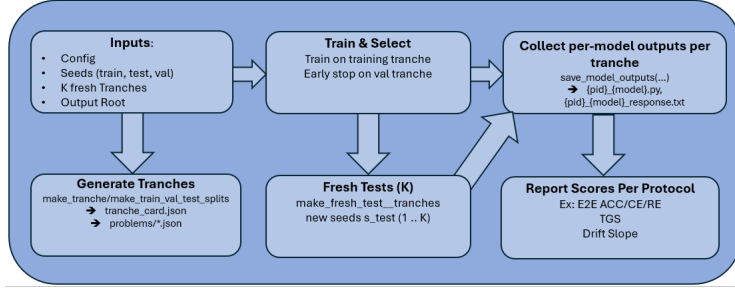 Inputs:
• Config
• Seeds (train, test, val)
• K fresh Tranches
• Output Root
Train & Select
Train on training tranche
Early stop on val tranche
Collect per-model outputs per
tranche
save_model_outputs(...)
➔ {pid}_{model}.py,
{pid}_{model}_response.txt
Generate Tranches
make_tranche/make_train_val_test_splits
➔ tranche_card.json
➔ problems/*.json
Fresh Tests (K)
make_fresh_test__tranches
new seeds s_test (1 .. K)
Report Scores Per Protocol
Ex: E2E ACC/CE/RE
TGS
Drift Slope